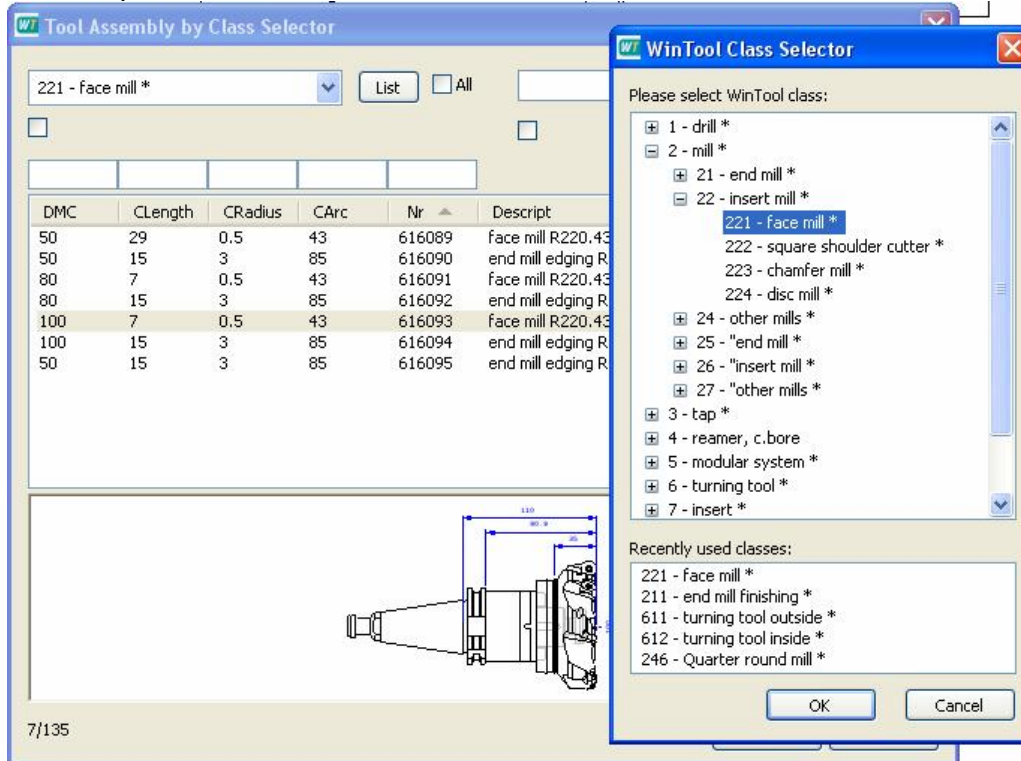 WT Tool Assembly by Class Selector
221 - face mill *
List
All
DMC CLength CRadius CArc Nr Descript
50 29 0.5 43 616089 face mill R220.43
50 15 3 85 616090 end mill edging R
80 7 0.5 43 616091 face mill R220.43
80 15 3 85 616092 end mill edging R
100 7 0.5 43 616093 face mill R220.43
100 15 3 85 616094 end mill edging R
50 15 3 85 616095 end mill edging R
110
80.9
35
7/135
WT WinTool Class Selector
Please select WinTool class:
1 - drill *
2 - mill *
21 - end mill *
22 - insert mill *
221 - face mill *
222 - square shoulder cutter *
223 - chamfer mill *
224 - disc mill *
24 - other mills *
25 - "end mill *
26 - "insert mill *
27 - "other mills *
3 - tap *
4 - reamer, c.bore
5 - modular system *
6 - turning tool *
7 - insert *
Recently used classes:
221 - face mill *
211 - end mill finishing *
611 - turning tool outside *
612 - turning tool inside *
246 - Quarter round mill *
OK
Cancel